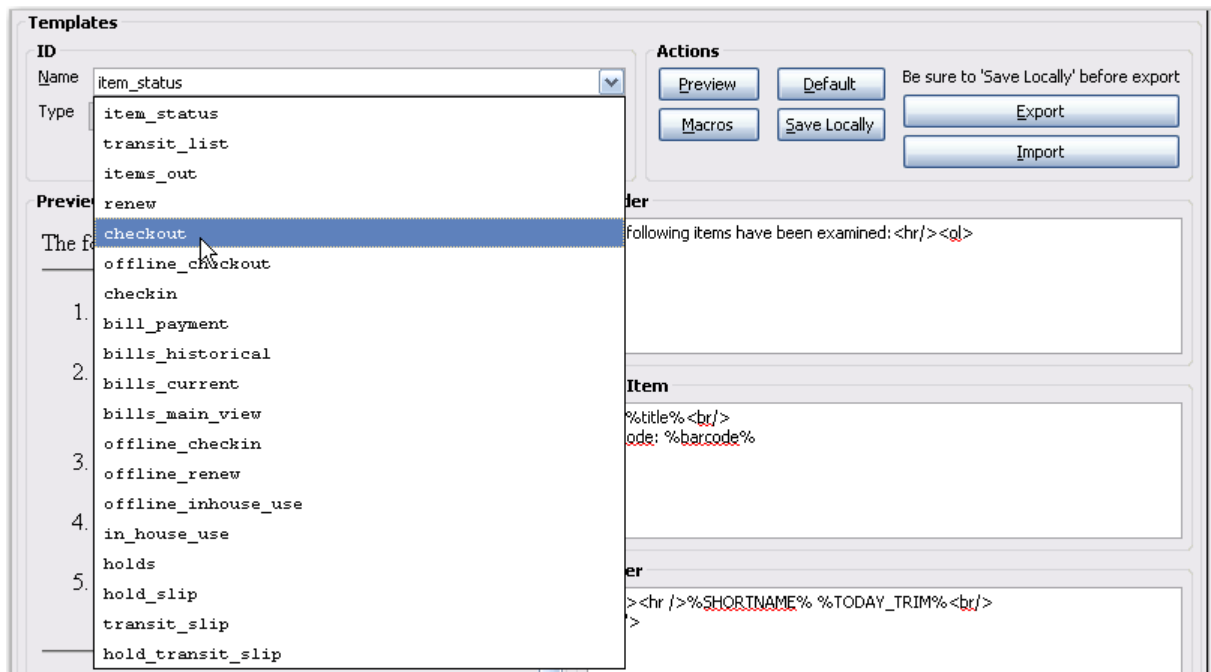 Templates
ID
Name item_status
Type
item_status
transit_list
items_out
renew
checkout
offline_checkout
checkin
bill_payment
bills_historical
bills_current
bills_main_view
offline_checkin
offline_renew
offline_inhouse_use
in_house_use
holds
hold_slip
transit_slip
hold_transit_slip
Actions
Preview Default Be sure to 'Save Locally' before export
Export
Macros Save Locally
Import
Previe
The fo
1.
2.
3.
4.
5.
der
following items have been examined:<hr/><ol>
Item
%title%<br/>
ode: %barcode%
er
><hr />%SHORTNAME% %TODAY_TRIM%<br/>
'>